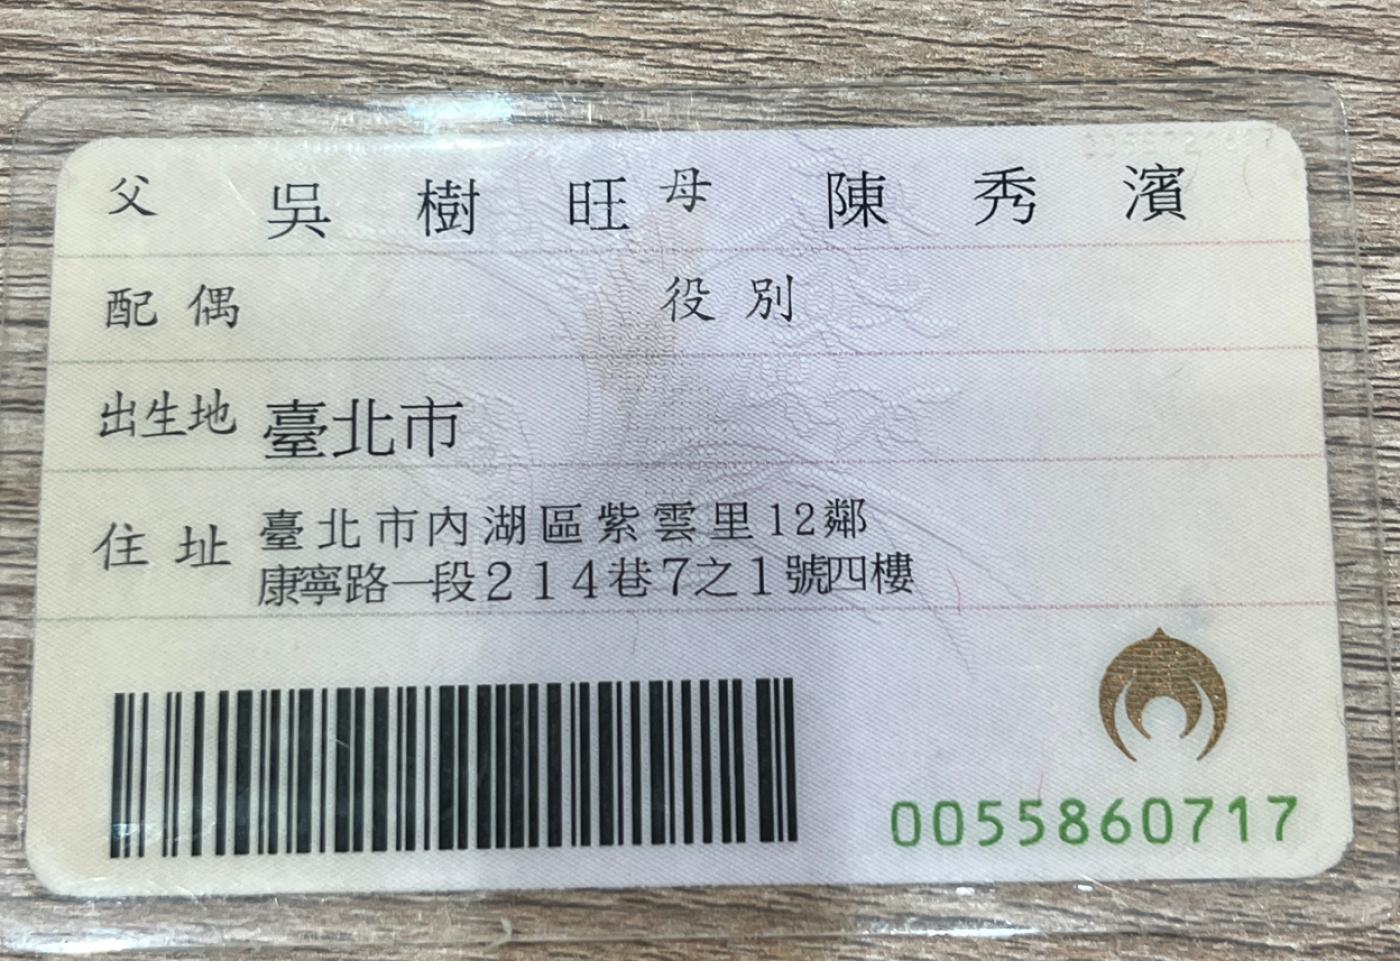 父 吳樹旺 母 陳秀濱
配偶 役別
出生地 臺北市
住址 臺北市內湖區紫雲里12鄰
康寧路一段214巷7之1號四樓
0055860717